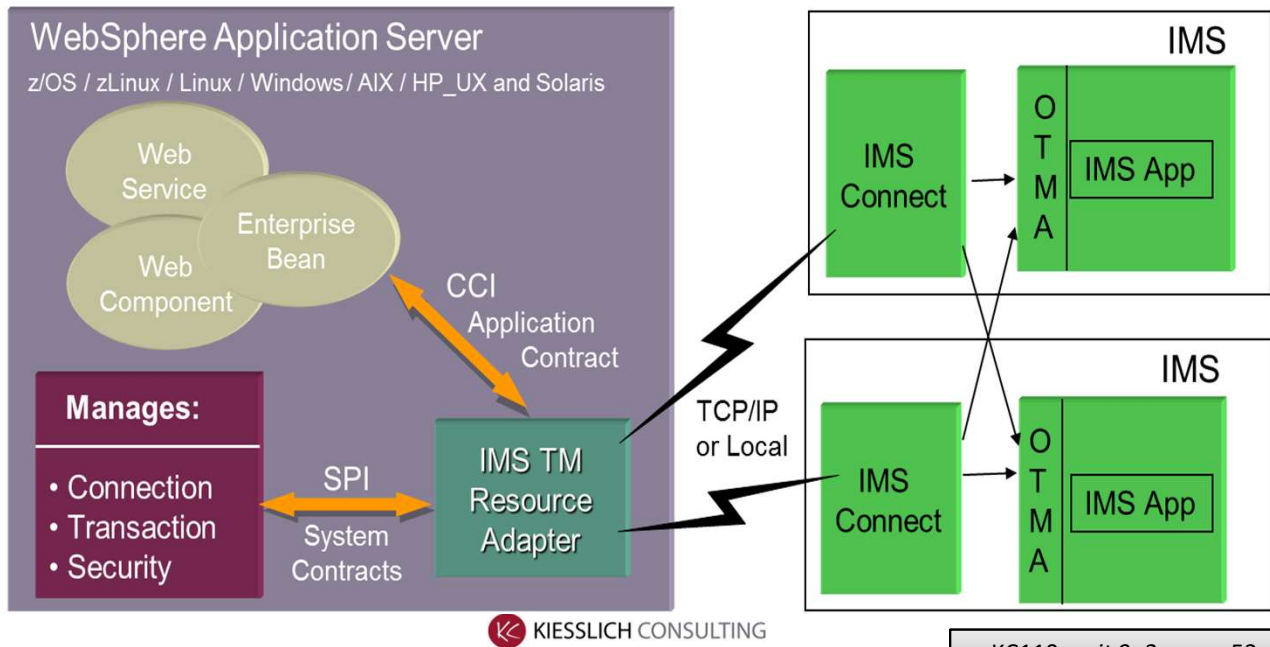 WebSphere Application Server
z/OS / zLinux / Linux / Windows / AIX / HP_UX and Solaris
Web
Service
Enterprise
Bean
Web
Component
CCI
Application
Contract
Manages:
• Connection
• Transaction
• Security
SPI
System
Contracts
IMS TM
Resource
Adapter
TCP/IP
or Local
IMS
IMS
Connect
O
T
M
A
IMS App
IMS
IMS
Connect
O
T
M
A
IMS App
KC KIESSLICH CONSULTING